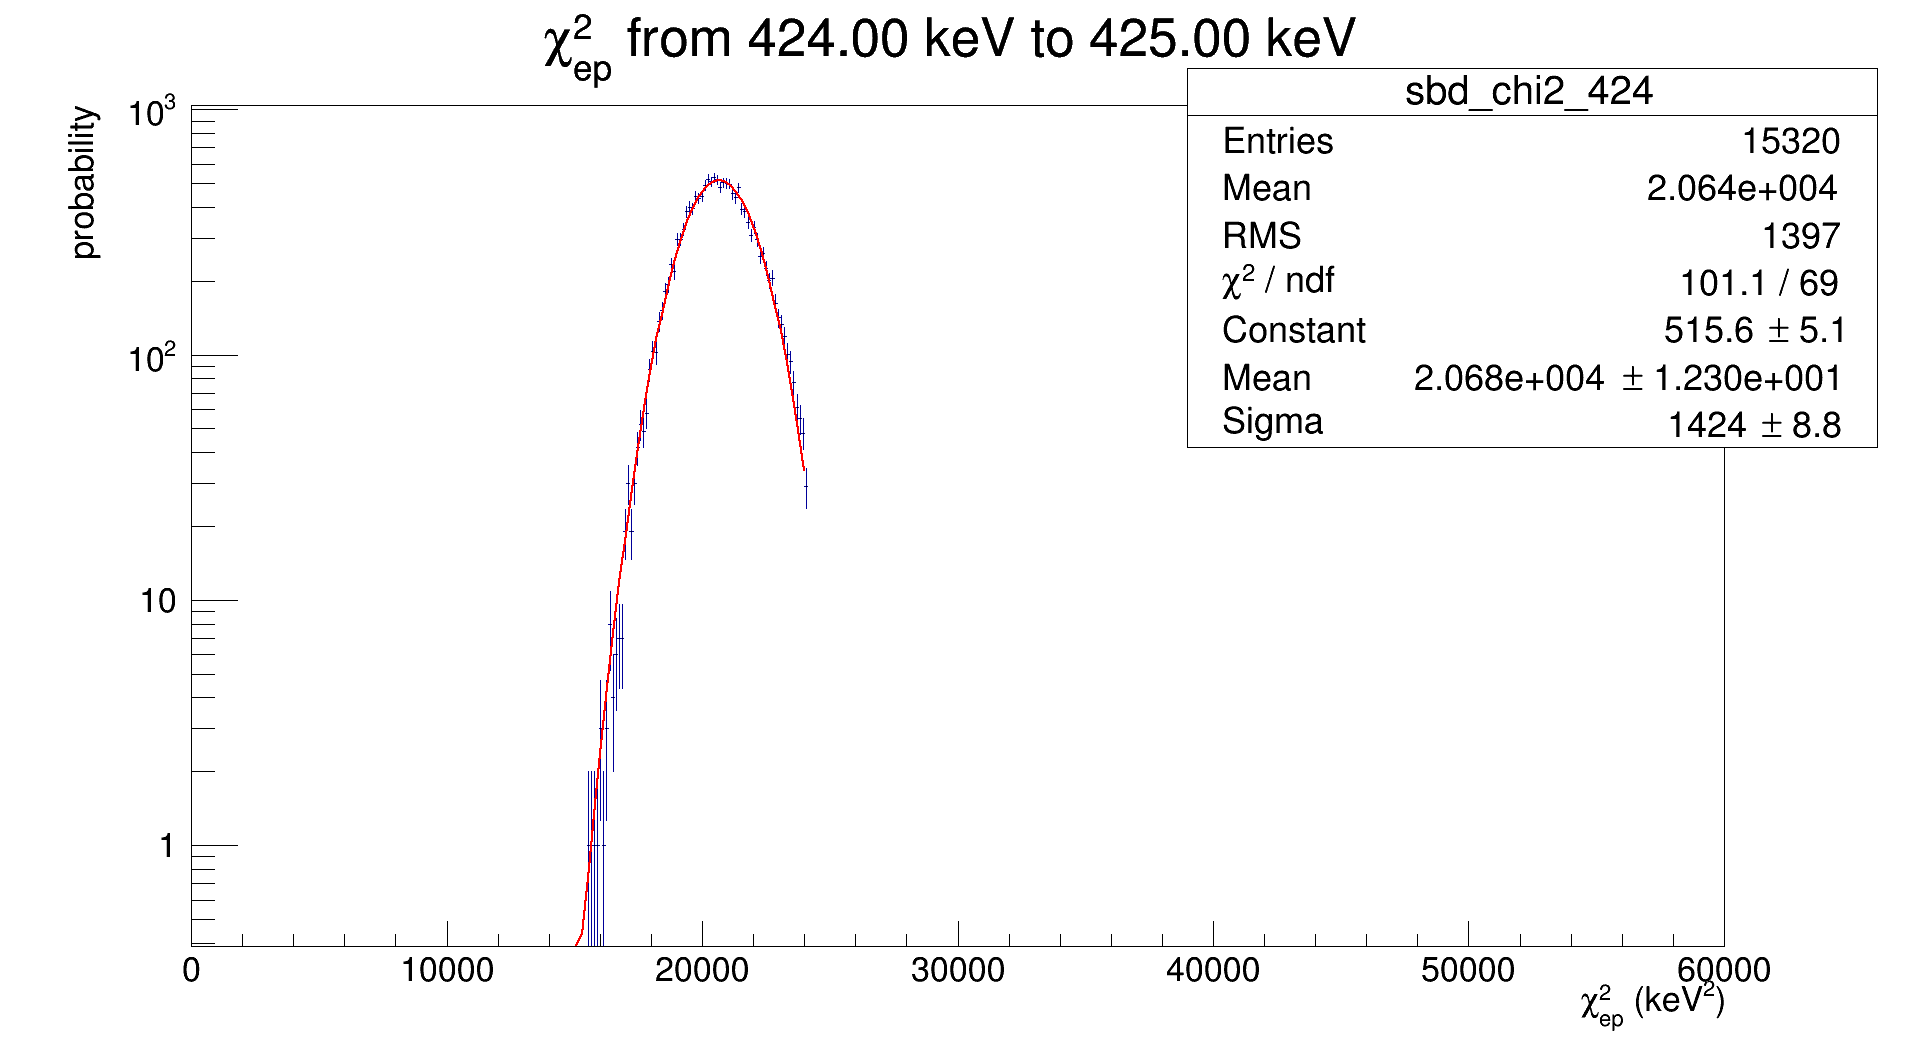 χ²ep from 424.00 keV to 425.00 keV
sbd_chi2_424
Entries 15320
Mean 2.064e+004
RMS 1397
χ² / ndf 101.1 / 69
Constant 515.6 ± 5.1
Mean 2.068e+004 ± 1.230e+001
Sigma 1424 ± 8.8
probability
10³
10²
10
1
0 10000 20000 30000 40000 50000 60000
χ²ep (keV²)